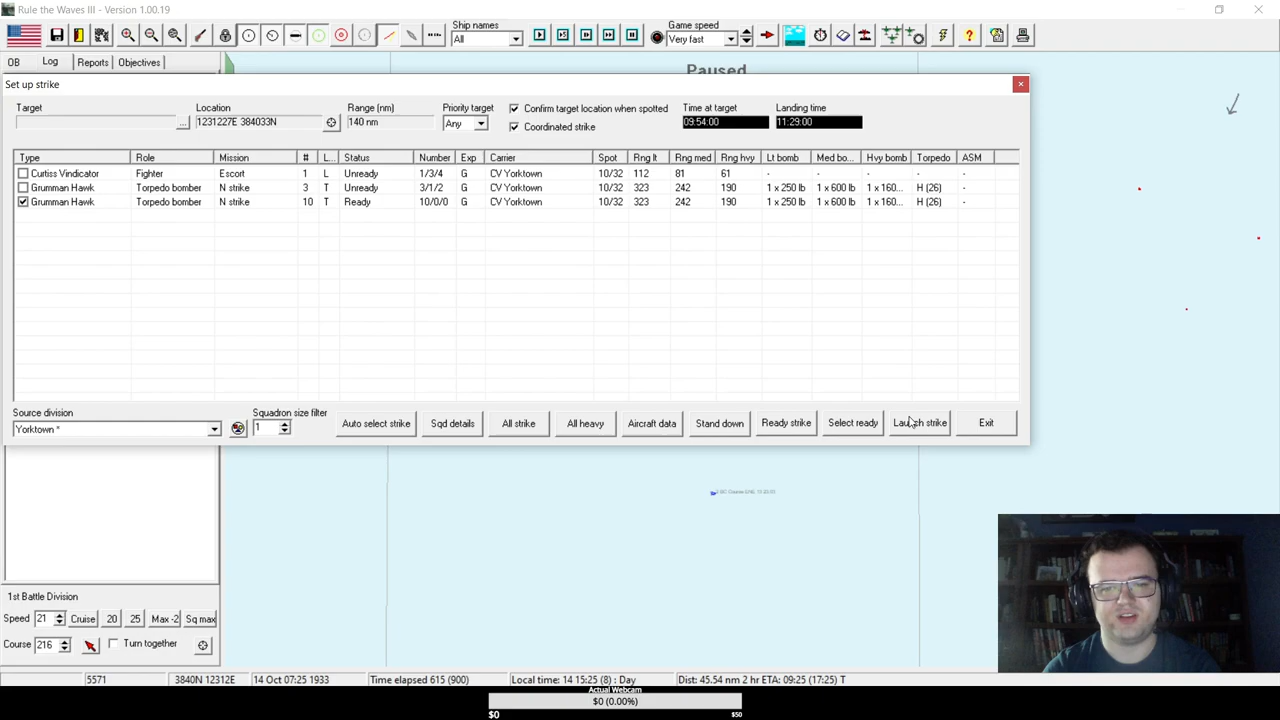 Rule the Waves III - Version 1.00.19
Ship names
All
Game speed
Very fast
OB Log Reports Objectives
Paused
Set up strike
Target Location Range (nm) Priority target Confirm target location when spotted Time at target Landing time
... 1231227E 384033N 140 nm Any Coordinated strike 09:54:00 11:29:00
Type Role Mission # L... Status Number Exp Carrier Spot Rng lt Rng med Rng hvy Lt bomb Med bo... Hvy bomb Torpedo ASM
Curtiss Vindicator Fighter Escort 1 L Unready 1/3/4 G CV Yorktown 10/32 112 81 61 - - - - -
Grumman Hawk Torpedo bomber N strike 3 T Unready 3/1/2 G CV Yorktown 10/32 323 242 190 1 x 250 lb 1 x 600 lb 1 x 160... H (26) -
Grumman Hawk Torpedo bomber N strike 10 T Ready 10/0/0 G CV Yorktown 10/32 323 242 190 1 x 250 lb 1 x 600 lb 1 x 160... H (26) -
Source division Squadron size filter
Yorktown * 1 Auto select strike Sqd details All strike All heavy Aircraft data Stand down Ready strike Select ready Launch strike Exit
1st Battle Division
Speed 21 Cruise 20 25 Max -2 Sq max
Course 216 Turn together
5571 3840N 12312E 14 Oct 07:25 1933 Time elapsed 615 (900) Local time: 14 15:25 (8) : Day Dist: 45.54 nm 2 hr ETA: 09:25 (17:25) T
Actual Webcam
$0 (0.00%)
$0 $50